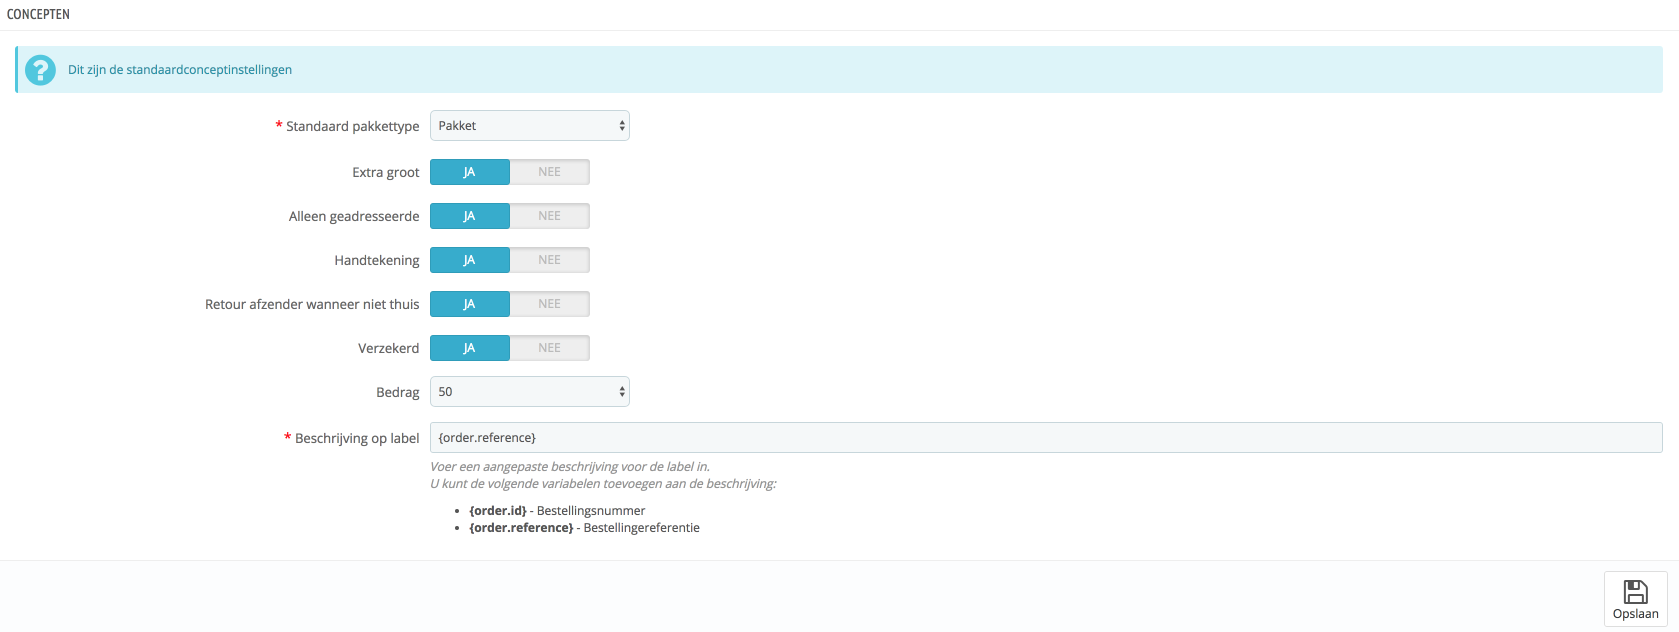 CONCEPTEN
Dit zijn de standaardconceptinstellingen
* Standaard pakkettype Pakket
Extra groot JA NEE
Alleen geadresseerde JA NEE
Handtekening JA NEE
Retour afzender wanneer niet thuis JA NEE
Verzekerd JA NEE
Bedrag 50
* Beschrijving op label {order.reference}
Voer een aangepaste beschrijving voor de label in.
U kunt de volgende variabelen toevoegen aan de beschrijving:
• {order.id} - Bestellingsnummer
• {order.reference} - Bestellingereferentie
Opslaan